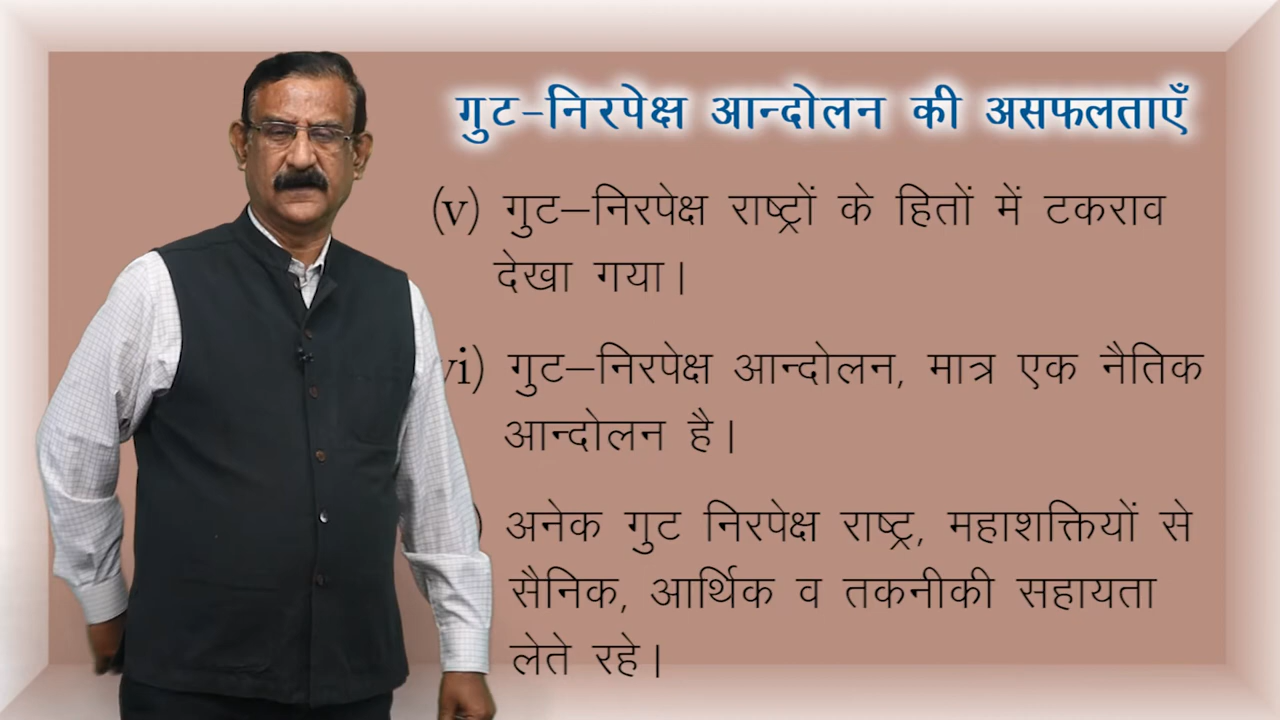 गुट-निरपेक्ष आन्दोलन की असफलताएँ
(v) गुट–निरपेक्ष राष्ट्रों के हितों में टकराव
देखा गया।
vi) गुट–निरपेक्ष आन्दोलन, मात्र एक नैतिक
आन्दोलन है।
) अनेक गुट निरपेक्ष राष्ट्र, महाशक्तियों से
सैनिक, आर्थिक व तकनीकी सहायता
लेते रहे।